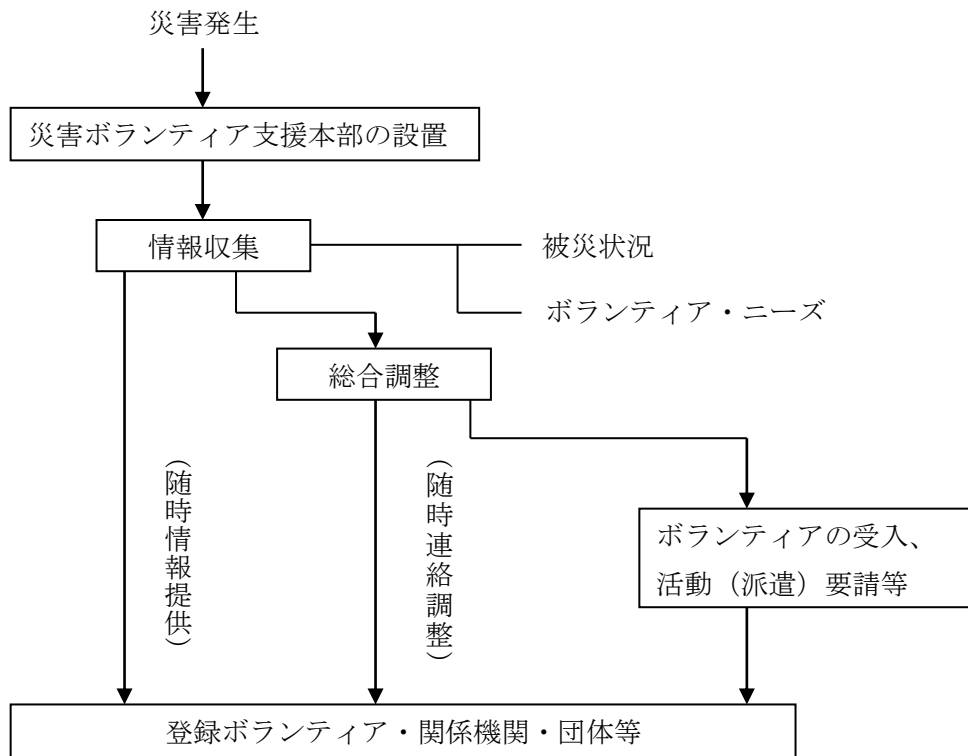 災害発生
災害ボランティア支援本部の設置
情報収集
被災状況
ボランティア・ニーズ
総合調整
（随時情報提供）
（随時連絡調整）
ボランティアの受入、
活動（派遣）要請等
登録ボランティア・関係機関・団体等